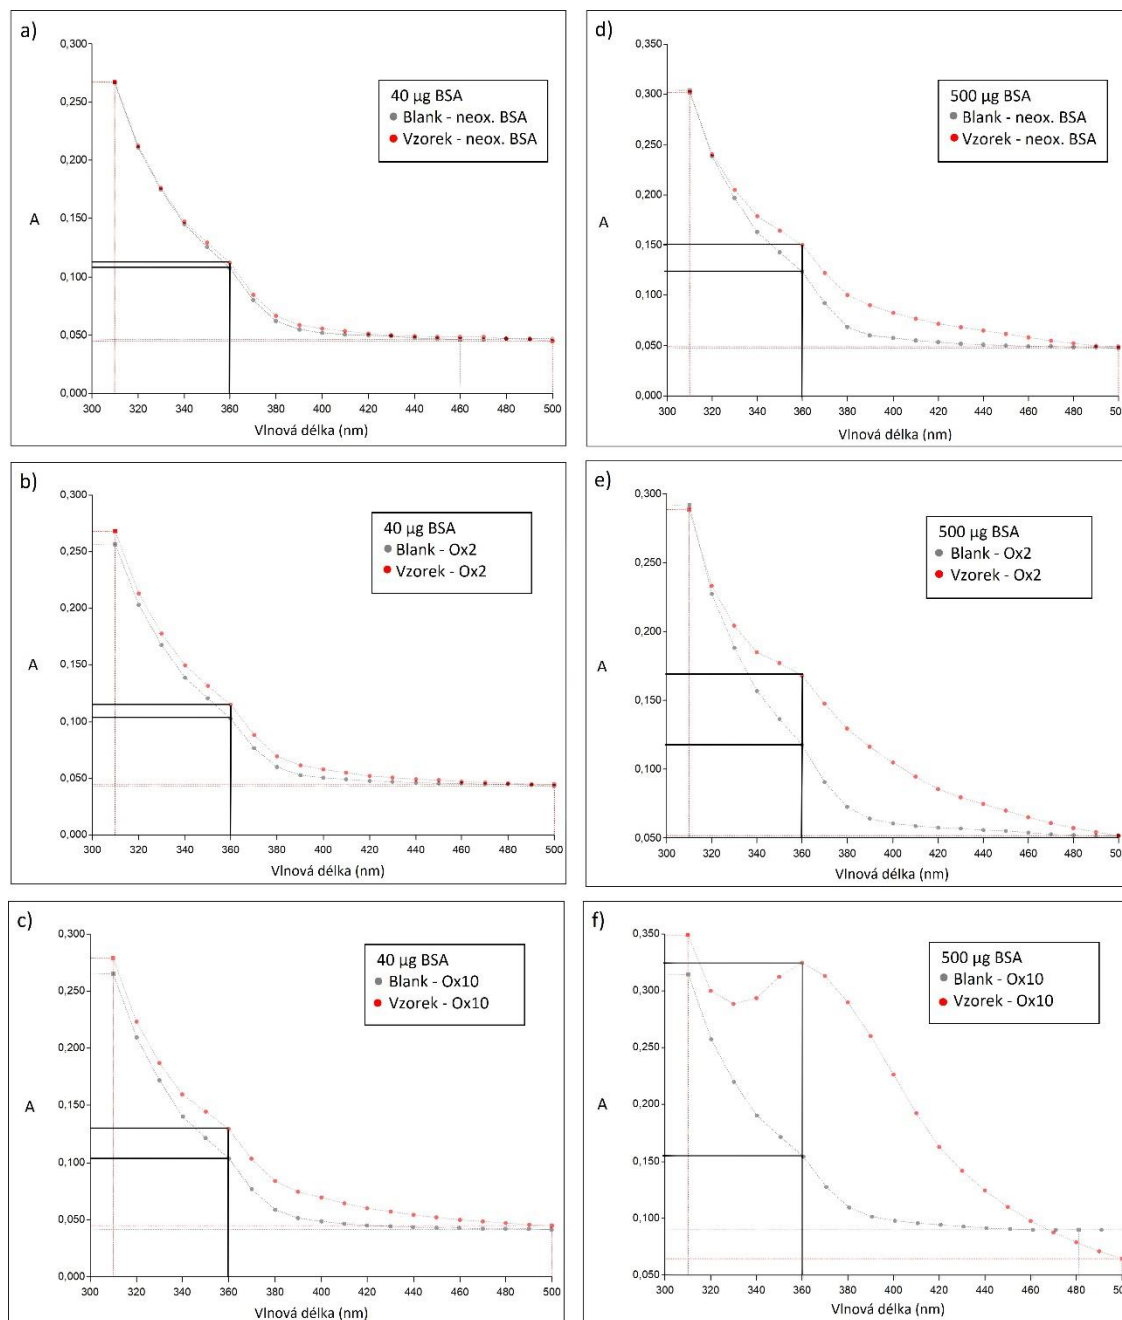 a)
0,300
0,250
0,200
0,150
0,100
0,050
0,000
A
40 µg BSA
Blank - neox. BSA
Vzorek - neox. BSA
300 320 340 360 380 400 420 440 460 480 500
Vlnová délka (nm)
d)
0,350
0,300
0,250
0,200
0,150
0,100
0,050
0,000
A
500 µg BSA
Blank - neox. BSA
Vzorek - neox. BSA
300 320 340 360 380 400 420 440 460 480 500
Vlnová délka (nm)
b)
0,300
0,250
0,200
0,150
0,100
0,050
0,000
A
40 µg BSA
Blank - Ox2
Vzorek - Ox2
300 320 340 360 380 400 420 440 460 480 500
Vlnová délka (nm)
e)
0,300
0,250
0,200
0,150
0,100
0,050
A
500 µg BSA
Blank - Ox2
Vzorek - Ox2
300 320 340 360 380 400 420 440 460 480 500
Vlnová délka (nm)
c)
0,300
0,250
0,200
0,150
0,100
0,050
0,000
A
40 µg BSA
Blank - Ox10
Vzorek - Ox10
300 320 340 360 380 400 420 440 460 480 500
Vlnová délka (nm)
f)
0,350
0,300
0,250
0,200
0,150
0,100
0,050
A
500 µg BSA
Blank - Ox10
Vzorek - Ox10
300 320 340 360 380 400 420 440 460 480 500
Vlnová délka (nm)